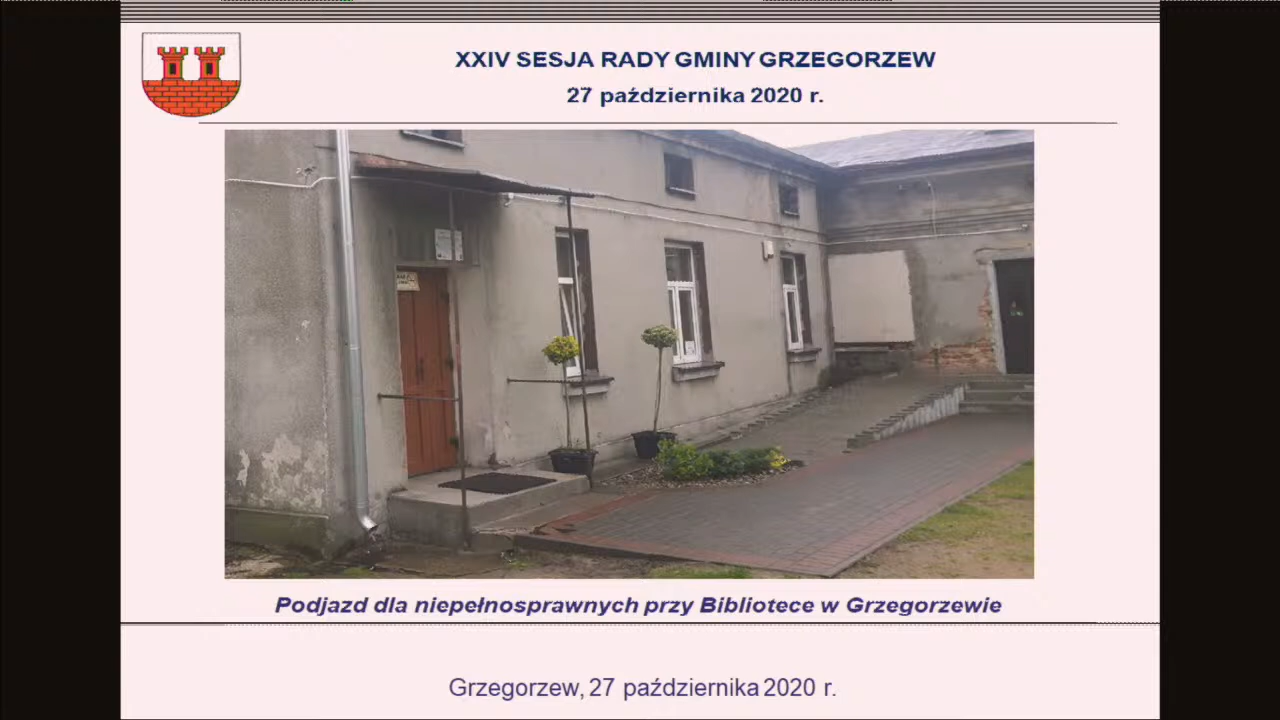 XXIV SESJA RADY GMINY GRZEGORZEW
27 października 2020 r.
Podjazd dla niepełnosprawnych przy Bibliotece w Grzegorzewie
Grzegorzew, 27 października 2020 r.